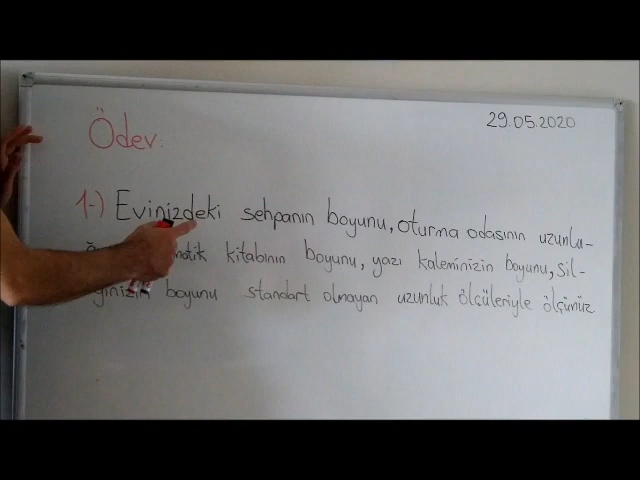 29.05.2020
Ödev:
1-) Evinizdeki sehpanın boyunu, oturma odasının uzunlu-
kitabının boyunu, yazı kaleminizin boyunu, sil-
ginizin boyunu standart olmayan uzunluk ölçüleriyle ölçünüz